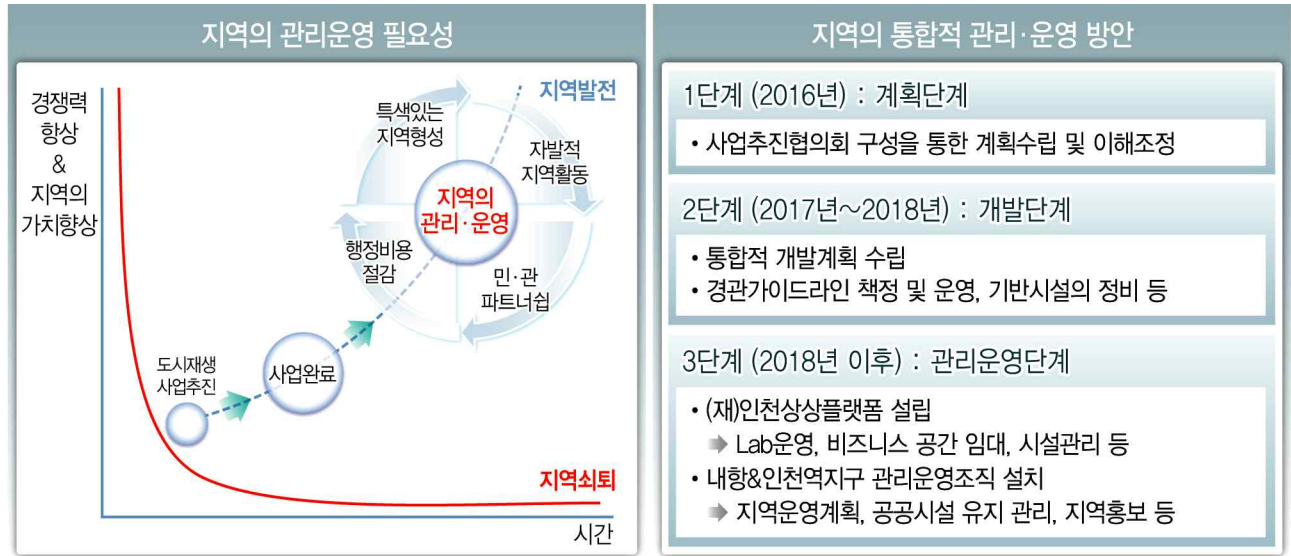 지역의 관리운영 필요성
경쟁력
향상
&
지역의
가치향상
지역발전
특색있는
지역형성
자발적
지역활동
지역의
관리·운영
행정비용
절감
민·관
파트너쉽
도시재생
사업추진
사업완료
지역쇠퇴
시간
지역의 통합적 관리·운영 방안
1단계 (2016년) : 계획단계
• 사업추진협의회 구성을 통한 계획수립 및 이해조정
2단계 (2017년~2018년) : 개발단계
• 통합적 개발계획 수립
• 경관가이드라인 책정 및 운영, 기반시설의 정비 등
3단계 (2018년 이후) : 관리운영단계
• (재)인천상상플랫폼 설립
➡ Lab운영, 비즈니스 공간 임대, 시설관리 등
• 내항&인천역지구 관리운영조직 설치
➡ 지역운영계획, 공공시설 유지 관리, 지역홍보 등